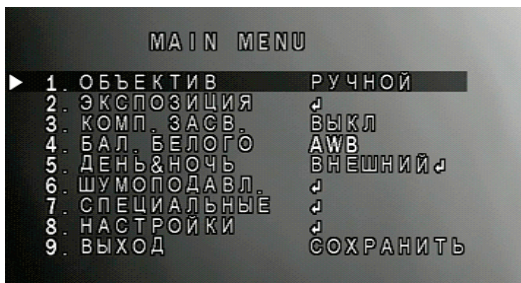 MAIN MENU
1. ОБЪЕКТИВ РУЧНОЙ
2. ЭКСПОЗИЦИЯ ↲
3. КОМП. ЗАСВ. ВЫКЛ
4. БАЛ. БЕЛОГО AWB
5. ДЕНЬ&НОЧЬ ВНЕШНИЙ↲
6. ШУМОПОДАВЛ. ↲
7. СПЕЦИАЛЬНЫЕ ↲
8. НАСТРОЙКИ ↲
9. ВЫХОД СОХРАНИТЬ